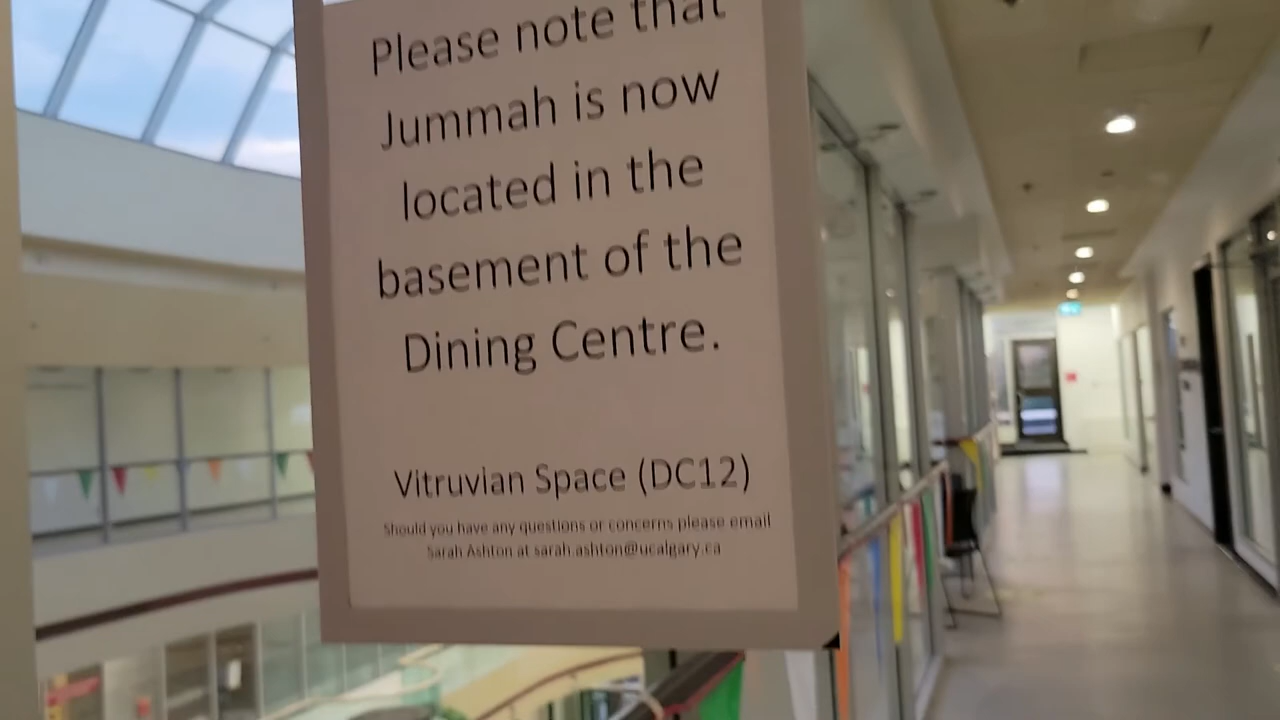 Please note that
Jummah is now
located in the
basement of the
Dining Centre.
Vitruvian Space (DC12)
Should you have any questions or concerns please email
Sarah Ashton at sarah.ashton@ucalgary.ca